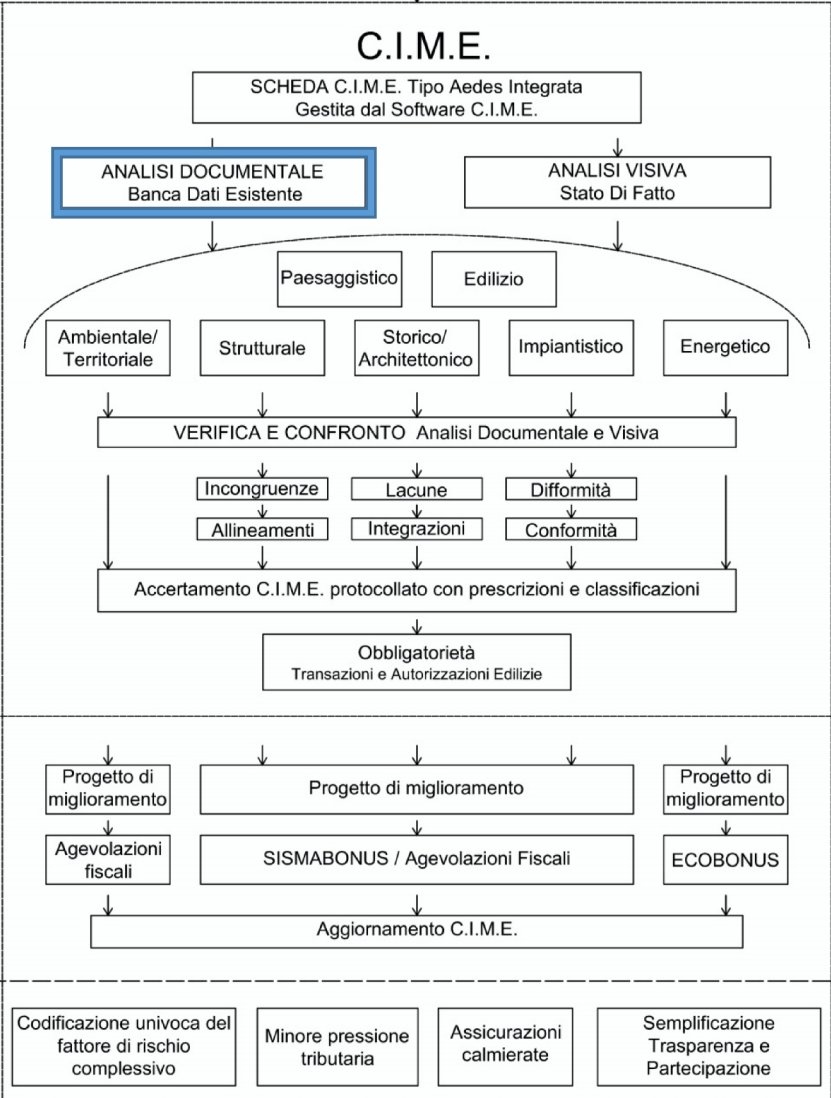 C.I.M.E.
SCHEDA C.I.M.E. Tipo Aedes Integrata
Gestita dal Software C.I.M.E.
ANALISI DOCUMENTALE
Banca Dati Esistente
ANALISI VISIVA
Stato Di Fatto
Paesaggistico
Edilizio
Ambientale/
Territoriale
Strutturale
Storico/
Architettonico
Impiantistico
Energetico
VERIFICA E CONFRONTO Analisi Documentale e Visiva
Incongruenze
Lacune
Difformità
Allineamenti
Integrazioni
Conformità
Accertamento C.I.M.E. protocollato con prescrizioni e classificazioni
Obbligatorietà
Transazioni e Autorizzazioni Edilizie
Progetto di
miglioramento
Progetto di miglioramento
Progetto di
miglioramento
Agevolazioni
fiscali
SISMABONUS / Agevolazioni Fiscali
ECOBONUS
Aggiornamento C.I.M.E.
Codificazione univoca del
fattore di rischio
complessivo
Minore pressione
tributaria
Assicurazioni
calmierate
Semplificazione
Trasparenza e
Partecipazione